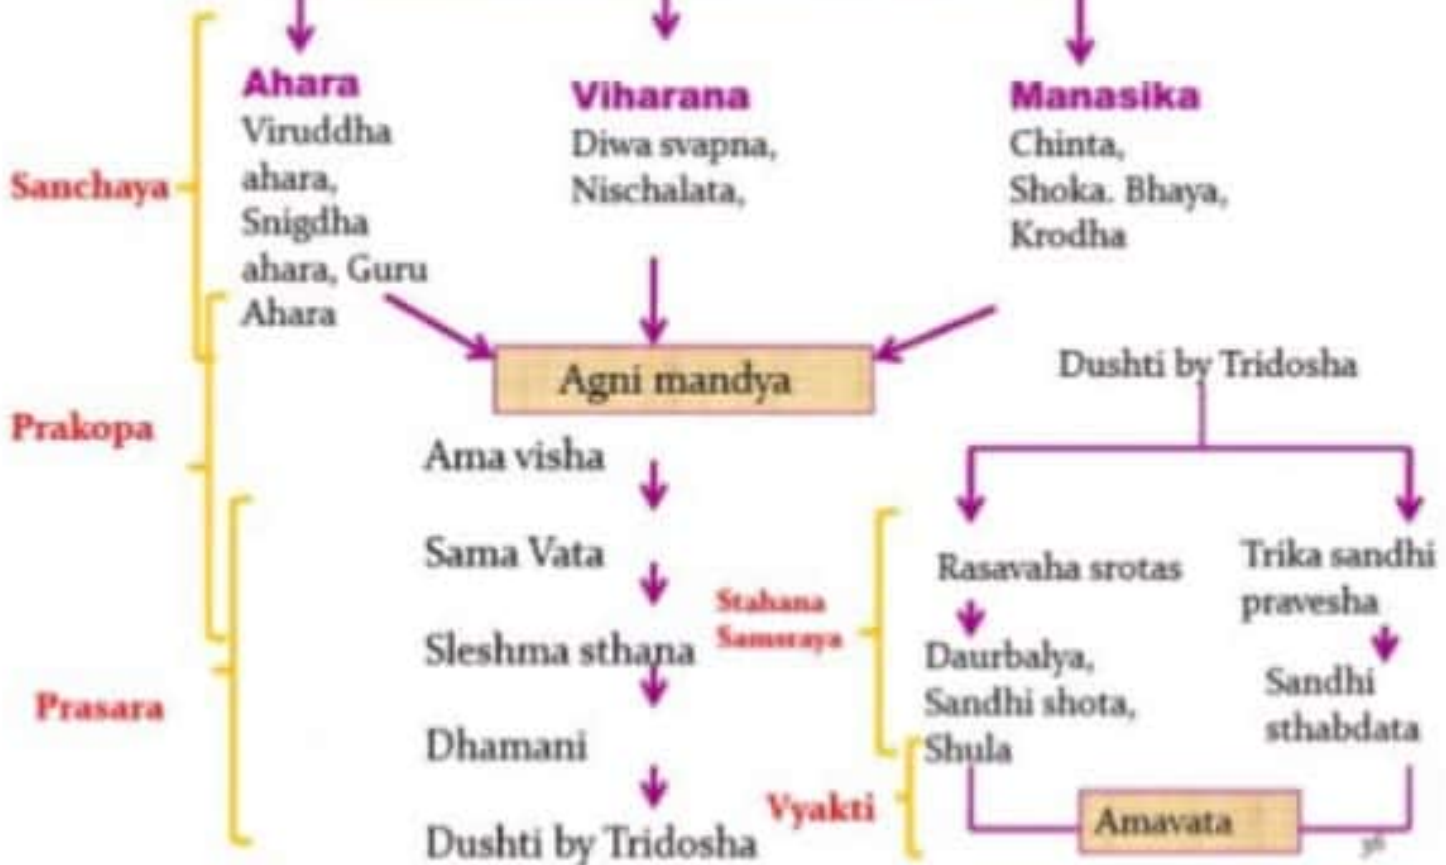 Ahara
Viruddha
ahara,
Snigdha
ahara, Guru
Ahara
Viharana
Diwa svapna,
Nischalata,
Manasika
Chinta,
Shoka. Bhaya,
Krodha
Sanchaya
Agni mandya
Prakopa
Ama visha
Sama Vata
Sleshma sthana
Prasara
Dhamani
Dushti by Tridosha
Dushti by Tridosha
Stahana
Samsraya
Rasavaha srotas
Daurbalya,
Sandhi shota,
Shula
Trika sandhi
pravesha
Sandhi
sthabdata
Vyakti
Amavata
36